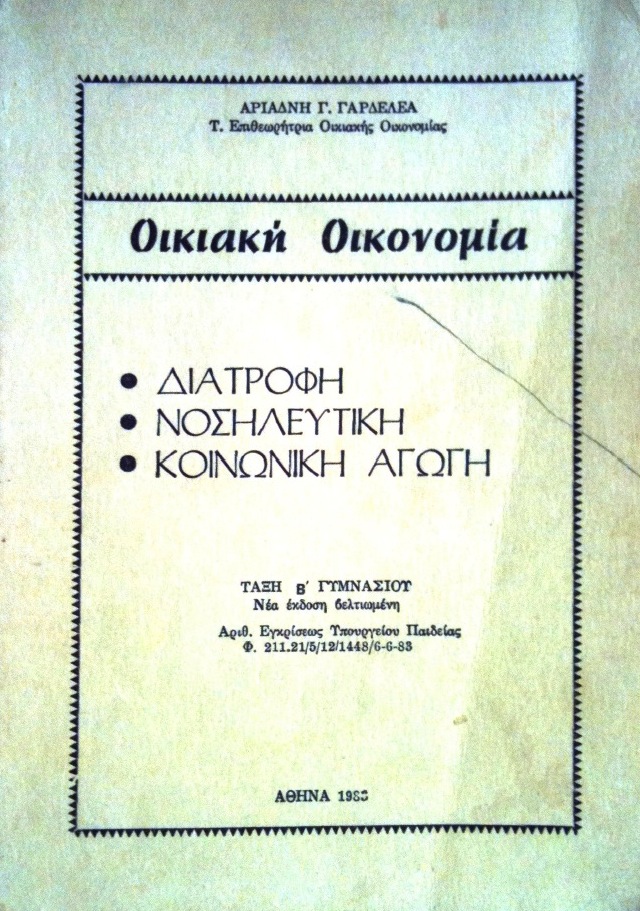 ΑΡΙΑΔΝΗ Γ. ΓΑΡΔΕΛΕΑ
Τ. Επιθεωρήτρια Οικιακής Οικονομίας
Οικιακή Οικονομία
• ΔΙΑΤΡΟΦΗ
• ΝΟΣΗΛΕΥΤΙΚΗ
• ΚΟΙΝΩΝΙΚΗ ΑΓΩΓΗ
ΤΑΞΗ Β΄ ΓΥΜΝΑΣΙΟΥ
Νέα έκδοση βελτιωμένη
Αριθ. Εγκρίσεως Υπουργείου Παιδείας
Φ. 211.21/5/12/1448/6-6-83
ΑΘΗΝΑ